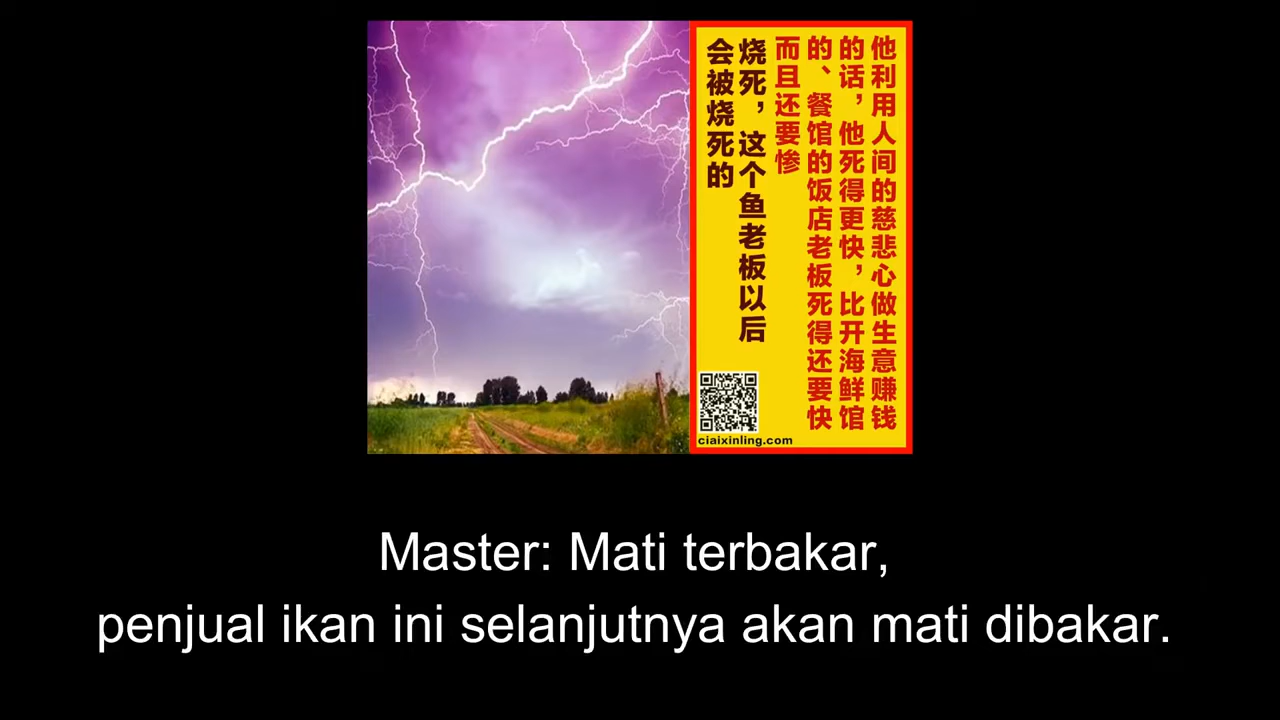 他利用人间的慈悲心做生意赚钱
的话，他死得更快，比开海鲜馆
的、餐馆的饭店老板死得还要快
而且还要惨
烧死，这个鱼老板以后
会被烧死的
ciaixinling.com
Master: Mati terbakar,
penjual ikan ini selanjutnya akan mati dibakar.